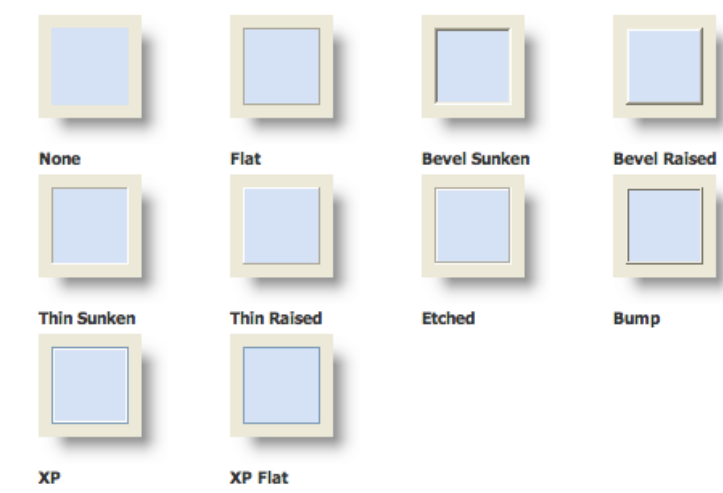 None
Flat
Bevel Sunken
Bevel Raised
Thin Sunken
Thin Raised
Etched
Bump
XP
XP Flat